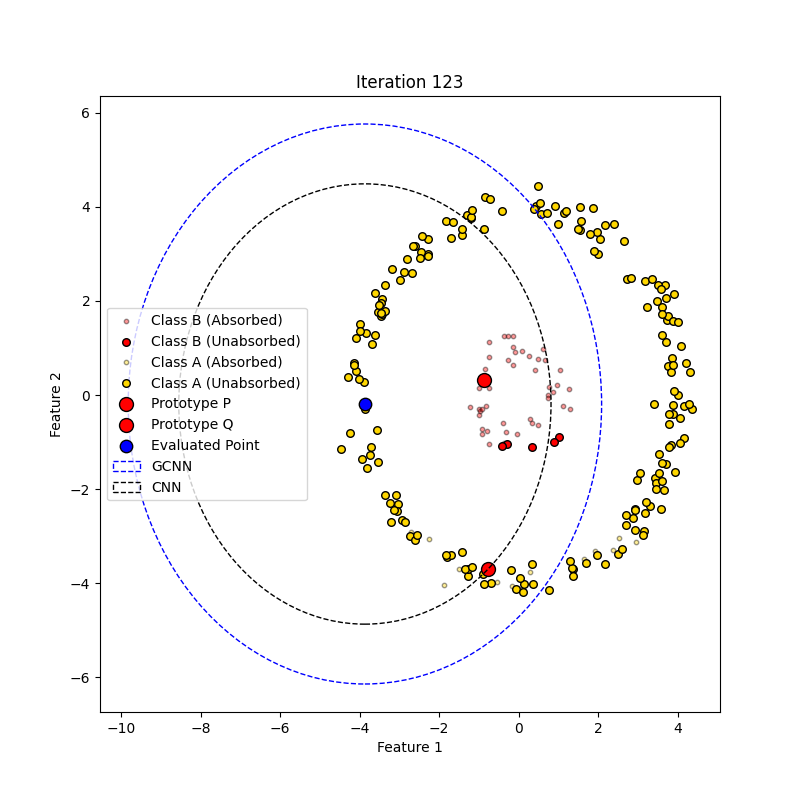 Iteration 123
6
4
2
0
−2
−4
−6
Feature 2
Class B (Absorbed)
Class B (Unabsorbed)
Class A (Absorbed)
Class A (Unabsorbed)
Prototype P
Prototype Q
Evaluated Point
GCNN
CNN
−10 −8 −6 −4 −2 0 2 4
Feature 1